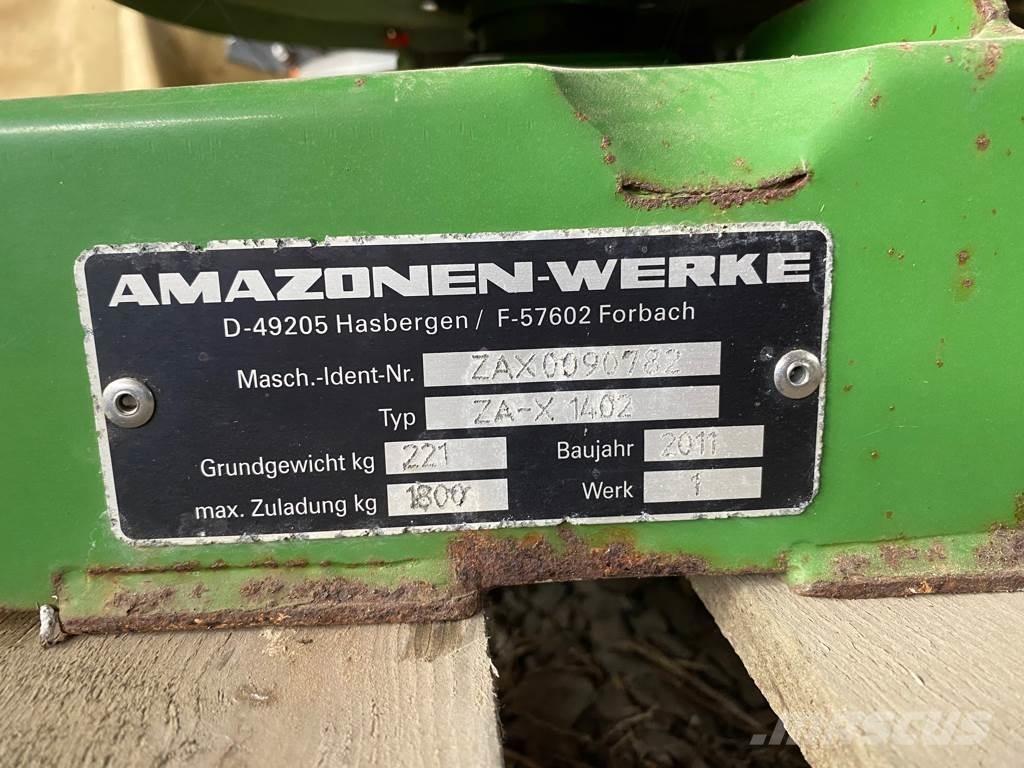 AMAZONEN-WERKE
D-49205 Hasbergen / F-57602 Forbach
Masch.-Ident-Nr. ZAX0090782
Typ ZA-X 1402
Grundgewicht kg 221 Baujahr 2011
max. Zuladung kg 1800 Werk 1
mascus